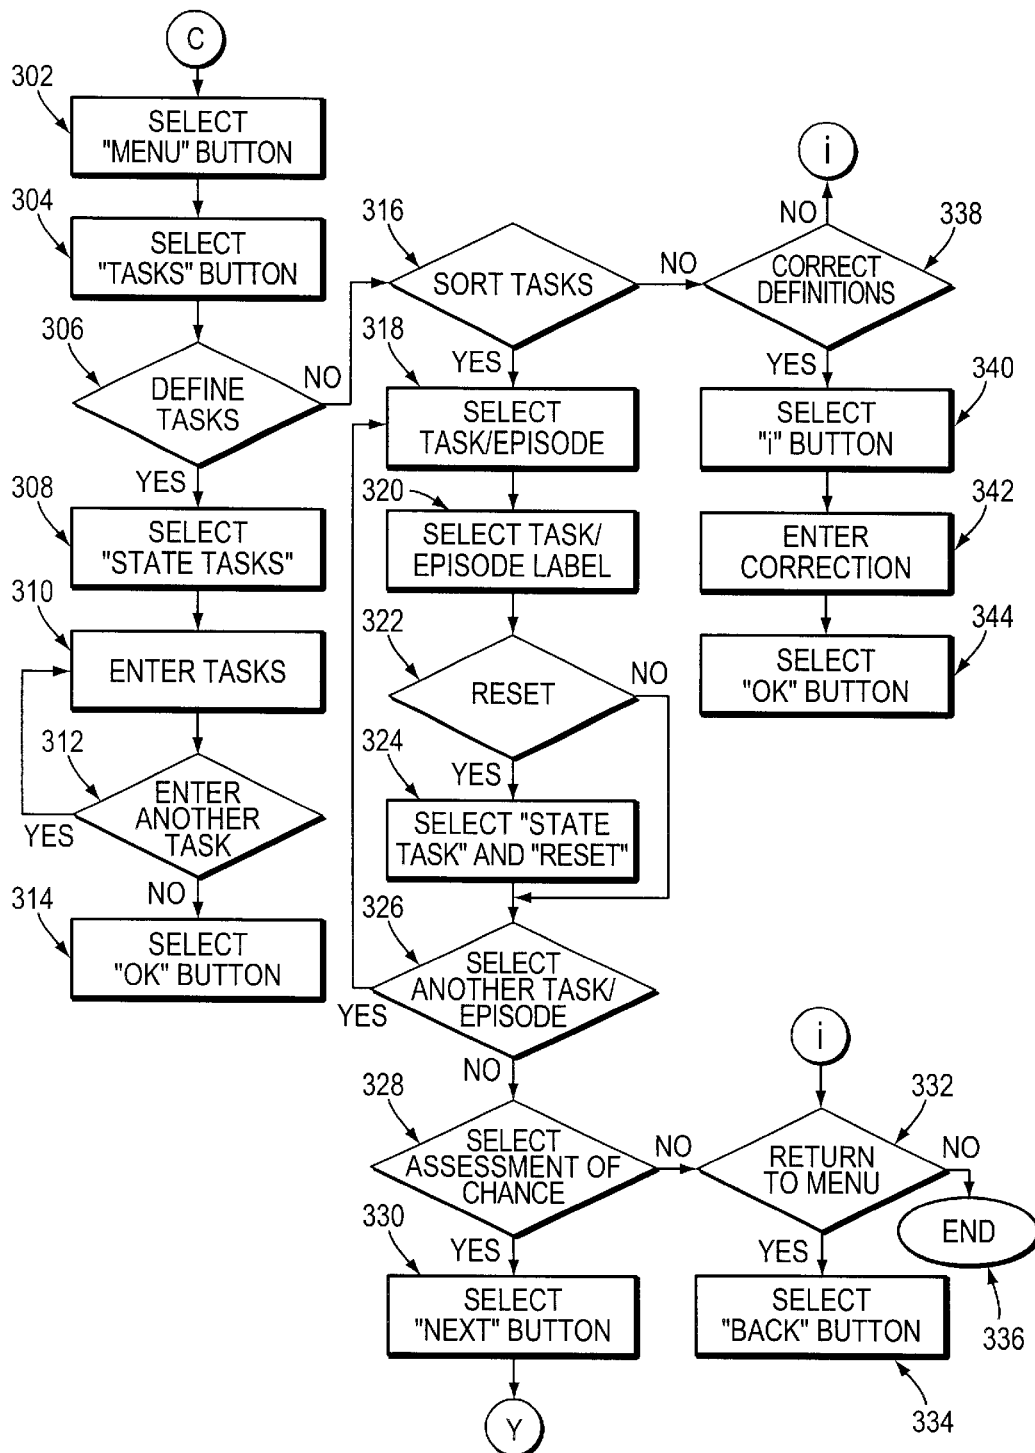 C
302
SELECT
"MENU" BUTTON
304
SELECT
"TASKS" BUTTON
306
DEFINE
TASKS
NO
YES
308
SELECT
"STATE TASKS"
310
ENTER TASKS
312
ENTER
ANOTHER
TASK
YES
NO
314
SELECT
"OK" BUTTON
316
SORT TASKS
NO
YES
318
SELECT
TASK/EPISODE
320
SELECT TASK/
EPISODE LABEL
322
RESET
NO
YES
324
SELECT "STATE
TASK" AND "RESET"
326
SELECT
ANOTHER TASK/
EPISODE
YES
NO
328
SELECT
ASSESSMENT OF
CHANCE
NO
YES
330
SELECT
"NEXT" BUTTON
Y
i
NO
338
CORRECT
DEFINITIONS
YES
340
SELECT
"i" BUTTON
342
ENTER
CORRECTION
344
SELECT
"OK" BUTTON
i
332
RETURN
TO MENU
NO
END
336
YES
SELECT
"BACK" BUTTON
334